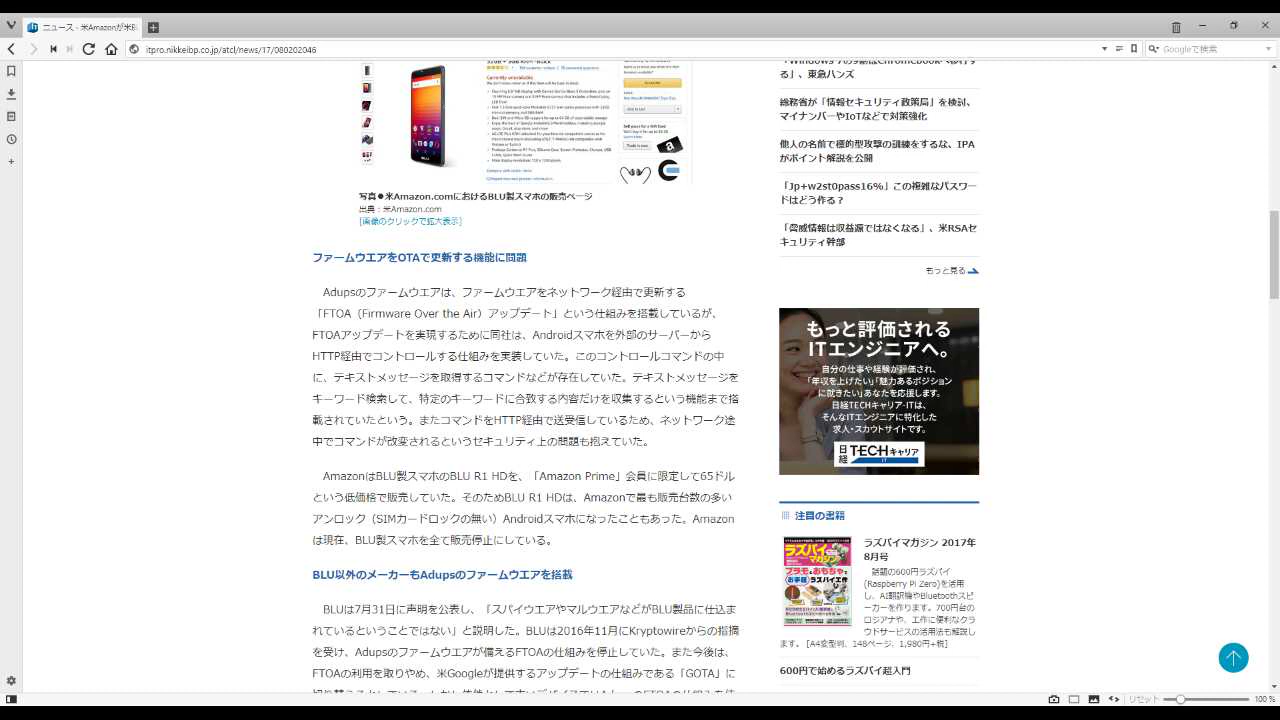 ニュース - 米Amazonが米BL
itpro.nikkeibp.co.jp/atcl/news/17/080202046
Googleで検索
Currently unavailable
写真●米Amazon.comにおけるBLU製スマホの販売ページ
出典：米Amazon.com
[画像のクリックで拡大表示]
ファームウエアをOTAで更新する機能に問題
Adupsのファームウエアは、ファームウエアをネットワーク経由で更新する
「FTOA（Firmware Over the Air）アップデート」という仕組みを搭載しているが、
FTOAアップデートを実現するために同社は、Androidスマホを外部のサーバーから
HTTP経由でコントロールする仕組みを実装していた。このコントロールコマンドの中
に、テキストメッセージを取得するコマンドなどが存在していた。テキストメッセージを
キーワード検索して、特定のキーワードに合致する内容だけを収集するという機能まで搭
載されていたという。またコマンドをHTTP経由で送受信しているため、ネットワーク途
中でコマンドが改変されるというセキュリティ上の問題も抱えていた。
AmazonはBLU製スマホのBLU R1 HDを、「Amazon Prime」会員に限定して65ドル
という低価格で販売していた。そのためBLU R1 HDは、Amazonで最も販売台数の多い
アンロック（SIMカードロックの無い）Androidスマホになったこともあった。Amazon
は現在、BLU製スマホを全て販売停止にしている。
BLU以外のメーカーもAdupsのファームウエアを搭載
BLUは7月31日に声明を公表し、「スパイウエアやマルウエアなどがBLU製品に仕込ま
れているということではない」と説明した。BLUは2016年11月にKryptowireからの指摘
を受け、Adupsのファームウエアが備えるFTOAの仕組みを停止していた。また今後は、
FTOAの利用を取りやめ、米Googleが提供するアップデートの仕組みである「GOTA」に
る」、東急ハンズ
総務省が「情報セキュリティ政策局」を検討、
マイナンバーやIoTなどで対策強化
他人の名前で標的型攻撃の訓練をするな、IPA
がポイント解説を公開
「Jp+w2st0pass16%」この複雑なパスワー
ドはどう作る？
「脅威情報は収益源ではなくなる」、米RSAセ
キュリティ幹部
もっと見る
もっと評価される
ITエンジニアへ。
自分の仕事や経験が評価され、
「年収を上げたい」「魅力あるポジション
に就きたい」あなたを応援します。
日経TECHキャリア·ITは、
そんなITエンジニアに特化した
求人・スカウトサイトです。
日経 TECHキャリア IT
注目の書籍
ラズパイマガジン
ラズパイマガジン 2017年
8月号
話題の600円ラズパイ
(Raspberry Pi Zero)を活用
し、AI翻訳機やBluetoothスピ
ーカーを作ります。700円台の
ロジアナや、工作に便利なクラ
ウドサービスの活用法も解説し
ます。 [A4変型判、148ページ、1,980円+税]
600円で始めるラズパイ超入門
リセット
100 %